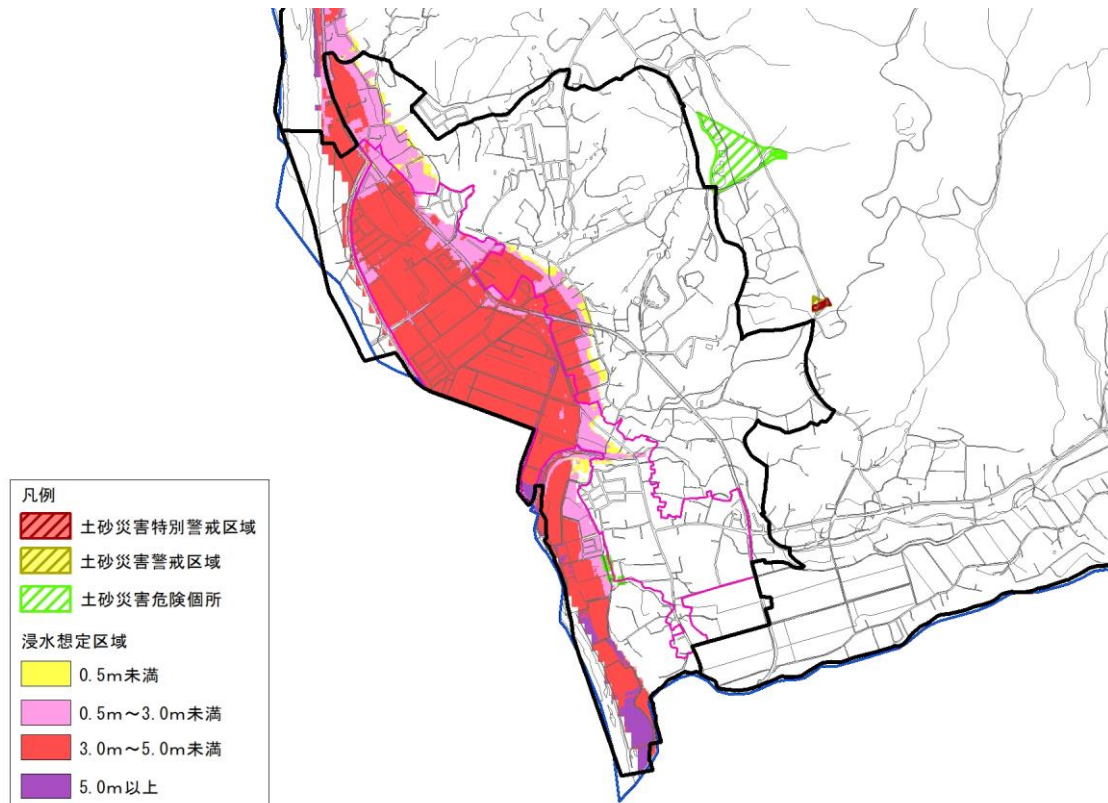 凡例
土砂災害特別警戒区域
土砂災害警戒区域
土砂災害危険個所
浸水想定区域
0.5m未満
0.5m～3.0m未満
3.0m～5.0m未満
5.0m以上